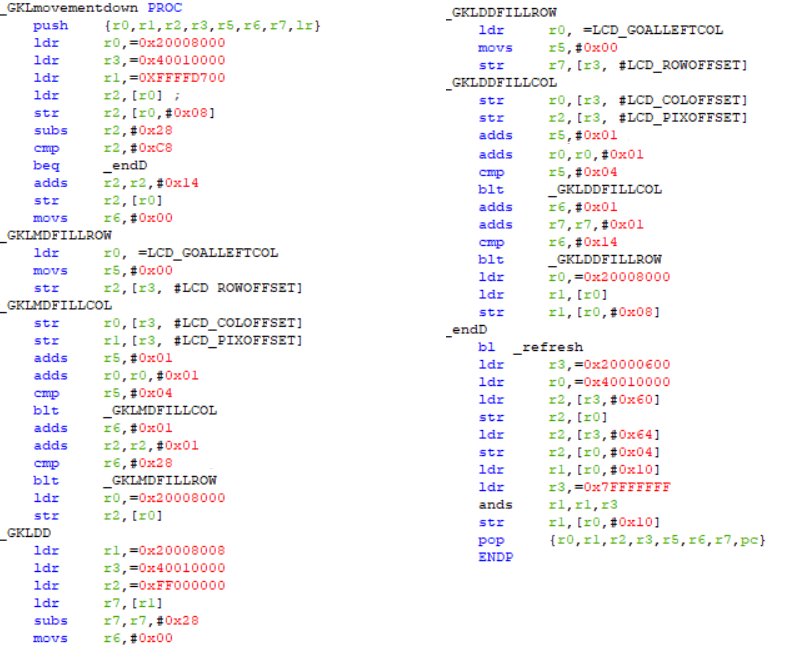 _GKLmovementdown PROC
push {r0,r1,r2,r3,r5,r6,r7,lr}
ldr r0,=0x20008000
ldr r3,=0x40010000
ldr r1,=0XFFFFD700
ldr r2,[r0] ;
str r2,[r0,#0x08]
subs r2,#0x28
cmp r2,#0xC8
beq _endD
adds r2,r2,#0x14
str r2,[r0]
movs r6,#0x00
_GKLMDFILLROW
ldr r0, =LCD_GOALLEFTCOL
movs r5,#0x00
str r2,[r3, #LCD_ROWOFFSET]
_GKLMDFILLCOL
str r0,[r3, #LCD_COLOFFSET]
str r1,[r3, #LCD_PIXOFFSET]
adds r5,#0x01
adds r0,r0,#0x01
cmp r5,#0x04
blt _GKLMDFILLCOL
adds r6,#0x01
adds r2,r2,#0x01
cmp r6,#0x28
blt _GKLMDFILLROW
ldr r0,=0x20008000
str r2,[r0]
_GKLDD
ldr r1,=0x20008008
ldr r3,=0x40010000
ldr r2,=0xFF000000
ldr r7,[r1]
subs r7,r7,#0x28
movs r6,#0x00
_GKLDDFILLROW
ldr r0, =LCD_GOALLEFTCOL
movs r5,#0x00
str r7,[r3, #LCD_ROWOFFSET]
_GKLDDFILLCOL
str r0,[r3, #LCD_COLOFFSET]
str r2,[r3, #LCD_PIXOFFSET]
adds r5,#0x01
adds r0,r0,#0x01
cmp r5,#0x04
blt _GKLDDFILLCOL
adds r6,#0x01
adds r7,r7,#0x01
cmp r6,#0x14
blt _GKLDDFILLROW
ldr r0,=0x20008000
ldr r1,[r0]
str r1,[r0,#0x08]
_endD
bl _refresh
ldr r3,=0x20000600
ldr r0,=0x40010000
ldr r2,[r3,#0x60]
str r2,[r0]
ldr r2,[r3,#0x64]
str r2,[r0,#0x04]
ldr r1,[r0,#0x10]
ldr r3,=0x7FFFFFFF
ands r1,r1,r3
str r1,[r0,#0x10]
pop {r0,r1,r2,r3,r5,r6,r7,pc}
ENDP